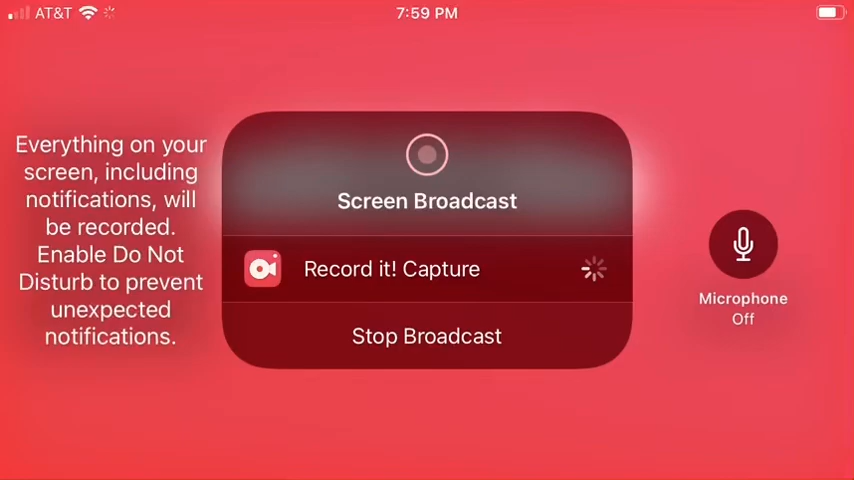 AT&T
7:59 PM
Everything on your
screen, including
notifications, will
be recorded.
Enable Do Not
Disturb to prevent
unexpected
notifications.
Screen Broadcast
Record it! Capture
Stop Broadcast
Microphone
Off